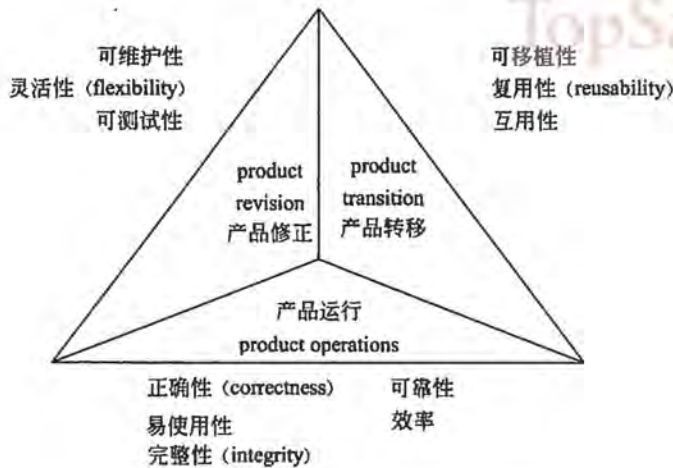 TopSa
可维护性
灵活性 (flexibility)
可测试性
可移植性
复用性 (reusability)
互用性
product
revision
产品修正
product
transition
产品转移
产品运行
product operations
正确性 (correctness)
易使用性
完整性 (integrity)
可靠性
效率